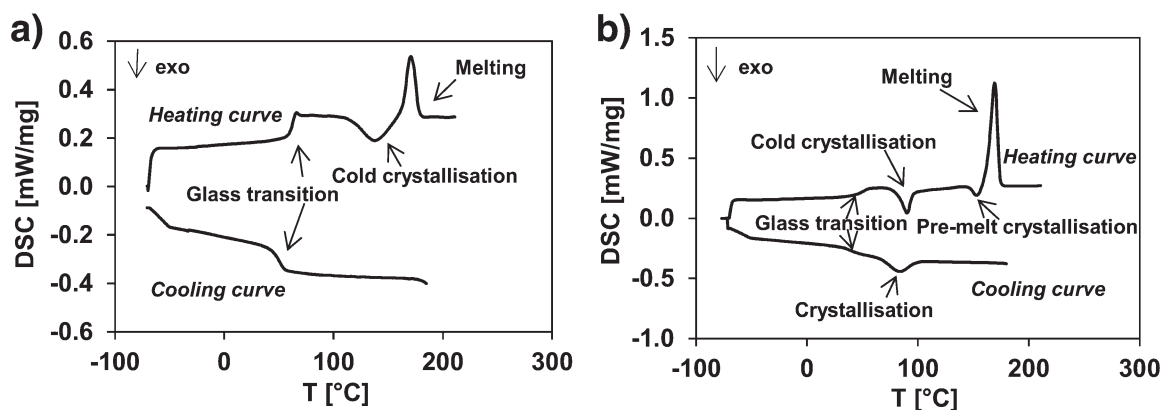 a)
0.6
0.4
0.2
0.0
-0.2
-0.4
-0.6
DSC [mW/mg]
exo
Heating curve
Melting
Cold crystallisation
Glass transition
Cooling curve
-100
0
100
200
300
T [°C]
b)
1.5
1.0
0.5
0.0
-0.5
-1.0
DSC [mW/mg]
exo
Melting
Cold crystallisation
Heating curve
Glass transition
Pre-melt crystallisation
Cooling curve
Crystallisation
-100
0
100
200
300
T [°C]